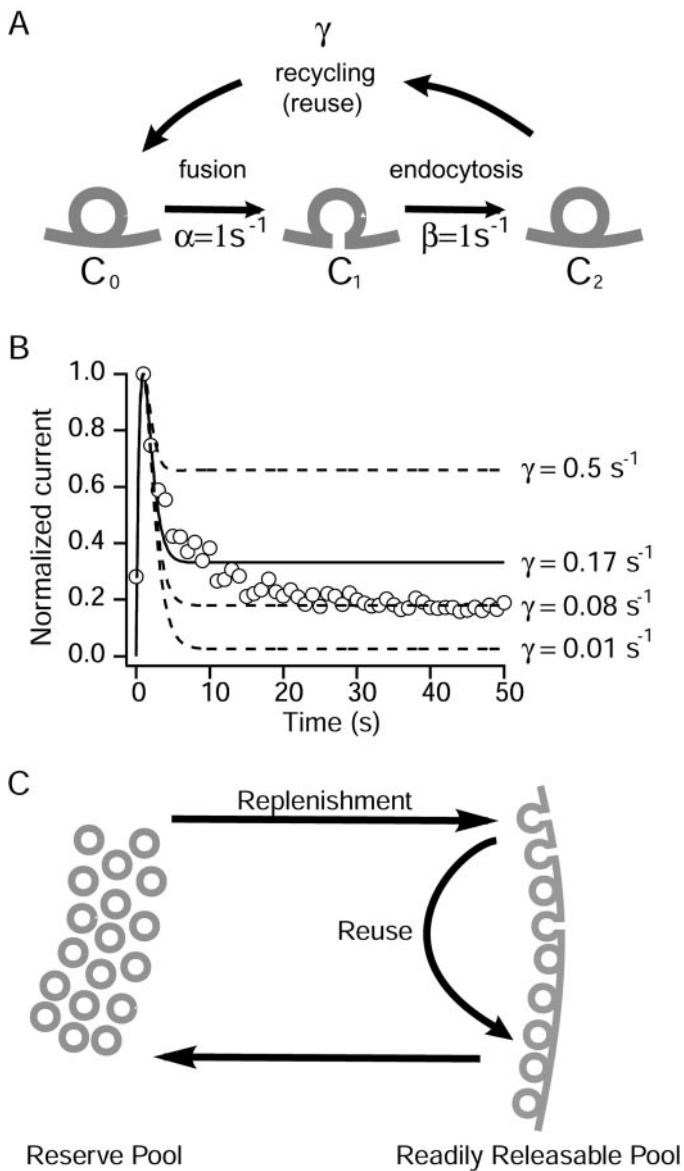 A
γ
recycling
(reuse)
fusion
endocytosis
α=1s⁻¹
β=1s⁻¹
C₀
C₁
C₂
B
Normalized current
1.0
0.8
0.6
0.4
0.2
0.0
γ = 0.5 s⁻¹
γ = 0.17 s⁻¹
γ = 0.08 s⁻¹
γ = 0.01 s⁻¹
0 10 20 30 40 50
Time (s)
C
Replenishment
Reuse
Reserve Pool
Readily Releasable Pool